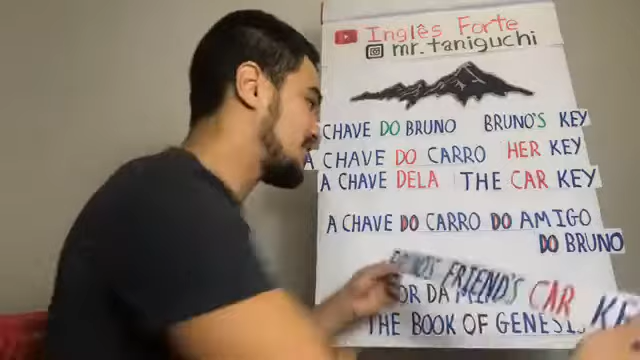 Inglês Forte
mr.taniguchi
CHAVE DO BRUNO BRUNO'S KEY
A CHAVE DO CARRO HER KEY
A CHAVE DELA THE CAR KEY
A CHAVE DO CARRO DO AMIGO
DO BRUNO
FRIEND'S CAR
THE BOOK OF GENESIS